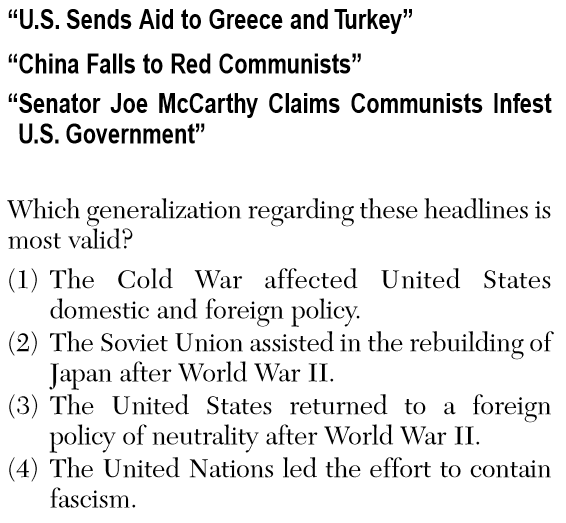 “U.S. Sends Aid to Greece and Turkey”
“China Falls to Red Communists”
“Senator Joe McCarthy Claims Communists Infest
U.S. Government”
Which generalization regarding these headlines is
most valid?
(1) The Cold War affected United States
domestic and foreign policy.
(2) The Soviet Union assisted in the rebuilding of
Japan after World War II.
(3) The United States returned to a foreign
policy of neutrality after World War II.
(4) The United Nations led the effort to contain
fascism.